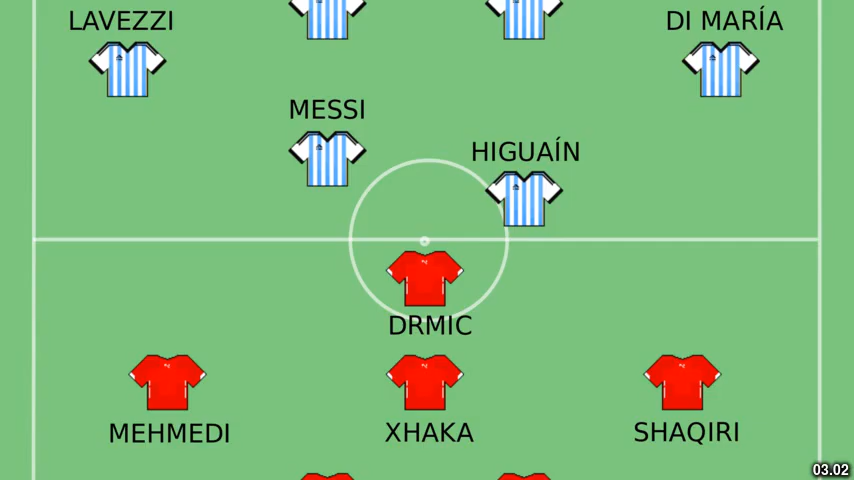 LAVEZZI
DI MARÍA
MESSI
HIGUAÍN
DRMIC
MEHMEDI
XHAKA
SHAQIRI
03.02